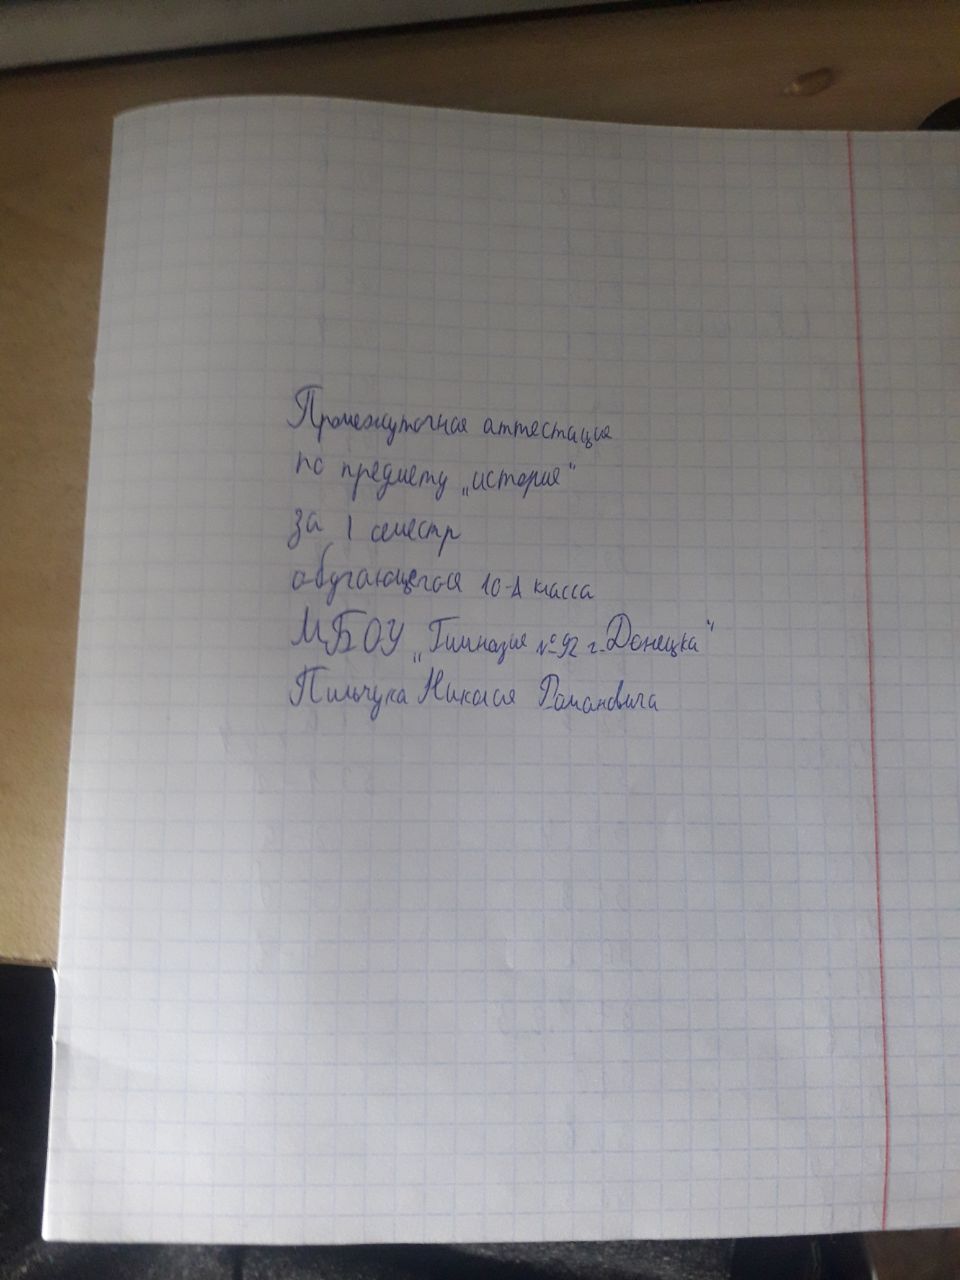 Промежуточная аттестация
по предмету „история"
за 1 семестр
обучающегося 10-А класса
МБОУ „Гимназия №92 г. Донецка"
Пильчука Николая Романовича